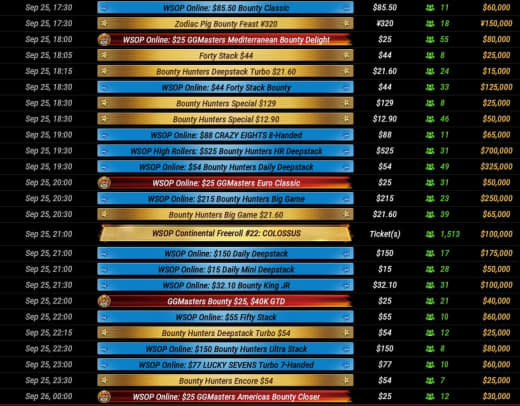 Sep 25, 17:30 WSOP Online: $85.50 Bounty Classic $85.50 11 $60,000
Sep 25, 17:30 Zodiac Pig Bounty Feast ¥320 ¥320 18 ¥150,000
Sep 25, 18:00 WSOP Online: $25 GGMasters Mediterranean Bounty Delight $25 55 $80,000
Sep 25, 18:05 Forty Stack $44 $44 8 $25,000
Sep 25, 18:15 Bounty Hunters Deepstack Turbo $21.60 $21.60 24 $15,000
Sep 25, 18:30 WSOP Online: $44 Forty Stack Bounty $44 33 $125,000
Sep 25, 18:30 Bounty Hunters Special $129 $129 8 $25,000
Sep 25, 18:30 Bounty Hunters Special $12.90 $12.90 46 $50,000
Sep 25, 19:00 WSOP Online: $88 CRAZY EIGHTS 8-Handed $88 11 $65,000
Sep 25, 19:30 WSOP High Rollers: $525 Bounty Hunters HR Deepstack $525 31 $700,000
Sep 25, 19:30 WSOP Online: $54 Bounty Hunters Daily Deepstack $54 49 $325,000
Sep 25, 20:00 WSOP Online: $25 GGMasters Euro Classic $25 31 $50,000
Sep 25, 20:30 WSOP Online: $215 Bounty Hunters Big Game $215 23 $250,000
Sep 25, 20:30 Bounty Hunters Big Game $21.60 $21.60 39 $65,000
Sep 25, 21:00 WSOP Continental Freeroll #22: COLOSSUS Ticket(s) 1,513 $100,000
Sep 25, 21:00 WSOP Online: $150 Daily Deepstack $150 17 $175,000
Sep 25, 21:00 WSOP Online: $15 Daily Mini Deepstack $15 28 $50,000
Sep 25, 21:30 WSOP Online: $32.10 Bounty King JR $32.10 31 $100,000
Sep 25, 22:00 GGMasters Bounty $25, $40K GTD $25 21 $40,000
Sep 25, 22:00 WSOP Online: $55 Fifty Stack $55 10 $60,000
Sep 25, 22:15 Bounty Hunters Deepstack Turbo $54 $54 12 $25,000
Sep 25, 22:30 WSOP Online: $150 Bounty Hunters Ultra Stack $150 8 $80,000
Sep 25, 23:00 WSOP Online: $77 LUCKY SEVENS Turbo 7-Handed $77 10 $60,000
Sep 25, 23:30 Bounty Hunters Encore $54 $54 7 $25,000
Sep 26, 00:00 WSOP Online: $25 GGMasters Americas Bounty Closer $25 12 $30,000